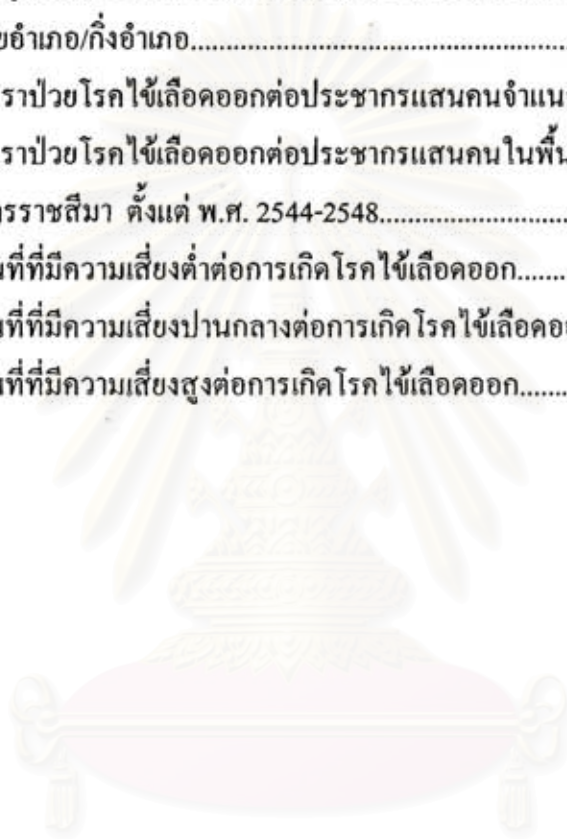 ยอำเภอ/กิ่งอำเภอ..........................................................
ราป่วยโรคไข้เลือดออกต่อประชากรแสนคนจำแน
ราป่วยโรคไข้เลือดออกต่อประชากรแสนคนในพื้น
รราชสีมา ตั้งแต่ พ.ศ. 2544-2548.............................
นที่ที่มีความเสี่ยงต่ำต่อการเกิดโรคไข้เลือดออก........
นที่ที่มีความเสี่ยงปานกลางต่อการเกิดโรคไข้เลือดออ
นที่ที่มีความเสี่ยงสูงต่อการเกิดโรคไข้เลือดออก.......